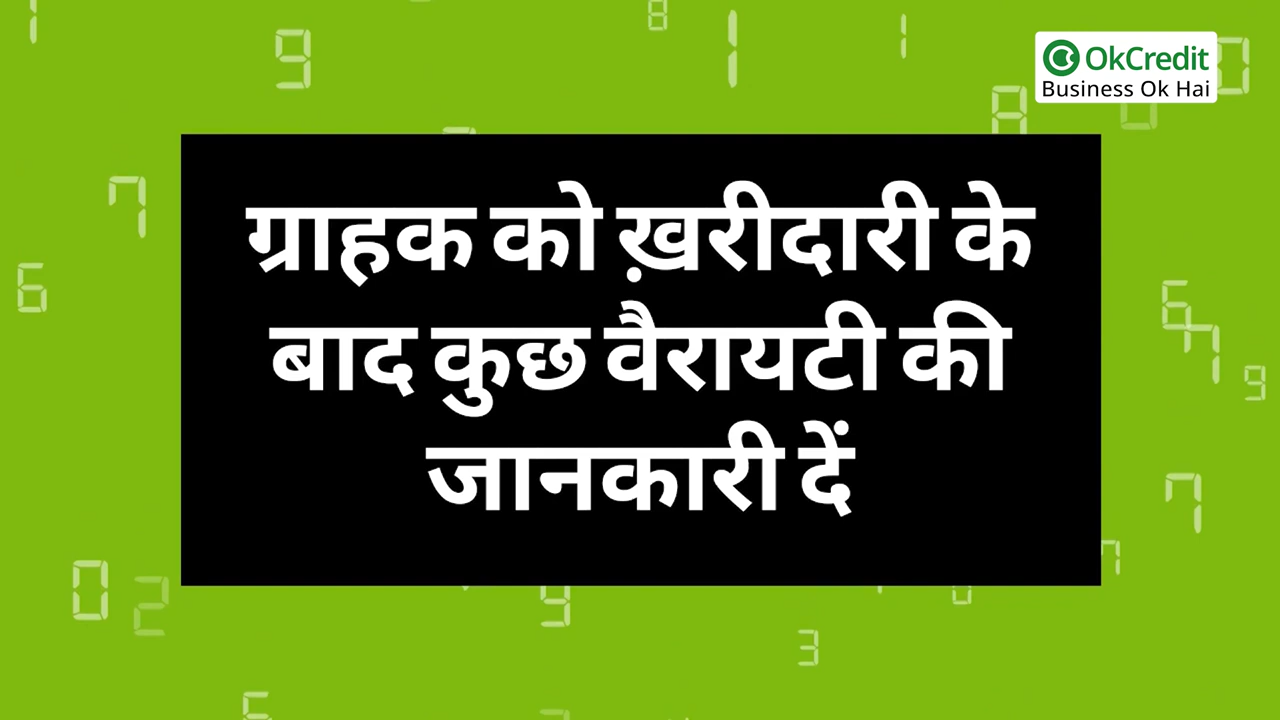 OkCredit
Business Ok Hai
ग्राहक को ख़रीदारी के
बाद कुछ वैरायटी की
जानकारी दें